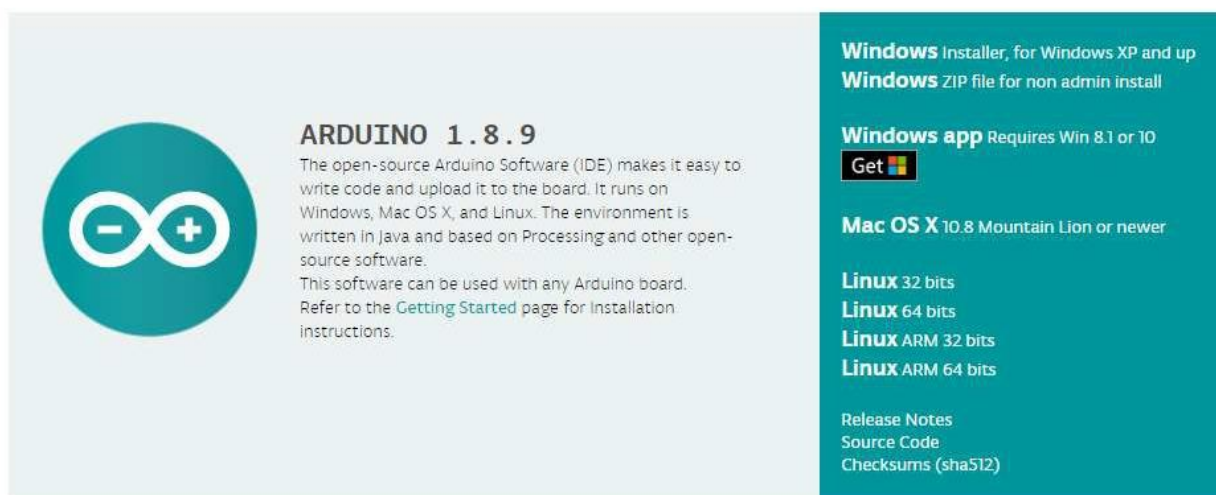 ARDUINO 1.8.9
The open-source Arduino Software (IDE) makes it easy to
write code and upload it to the board. It runs on
Windows, Mac OS X, and Linux. The environment is
written in Java and based on Processing and other open-
source software.
This software can be used with any Arduino board.
Refer to the Getting Started page for Installation
instructions.
Windows Installer, for Windows XP and up
Windows ZIP file for non admin install
Windows app Requires Win 8.1 or 10
Get
Mac OS X 10.8 Mountain Lion or newer
Linux 32 bits
Linux 64 bits
Linux ARM 32 bits
Linux ARM 64 bits
Release Notes
Source Code
Checksums (sha512)